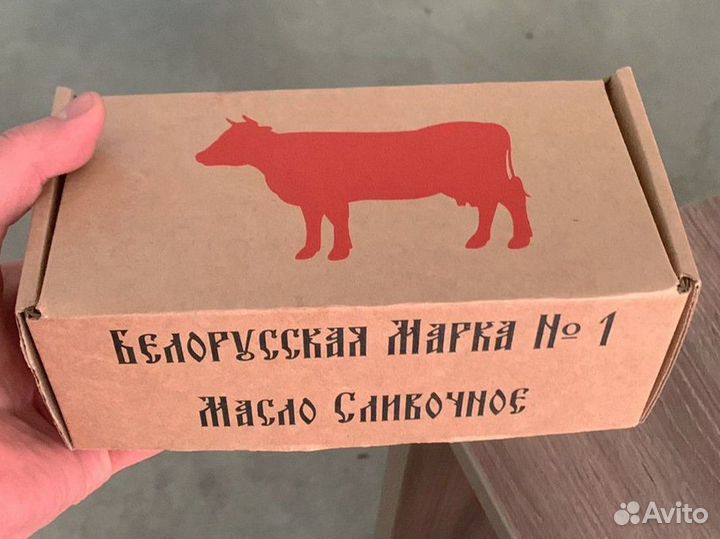 Белорусская Марка № 1
Масло Сливочное
Avito